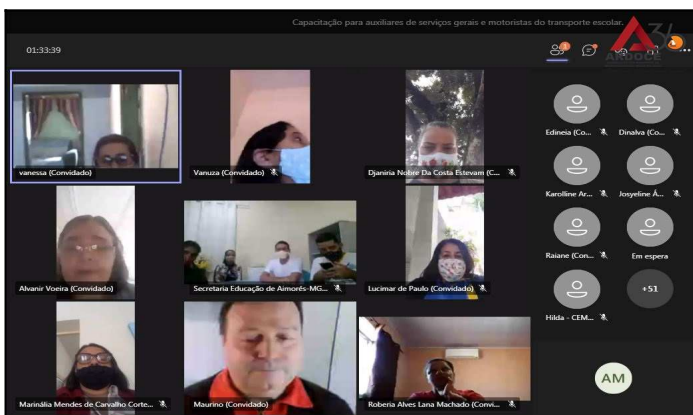 Capacitação para auxiliares de serviços gerais e motoristas do transporte escolar.
01:33:39
1
ARDOCE
vanessa (Convidado)
Vanuza (Convidado)
Djaniria Nobre Da Costa Estevam (C...
Edineia (Co...
Dinalva (Co...
Karolline Ar...
Josyeline Â...
Alvanir Voeira (Convidado)
Secretaria Educação de Aimorés-MG...
Lucimar de Paulo (Convidado)
Raiane (Con...
Em espera
Hilda - CEM...
+51
Marinália Mendes de Carvalho Corte...
Maurino (Convidado)
Roberia Alves Lana Machado (Convi...
AM